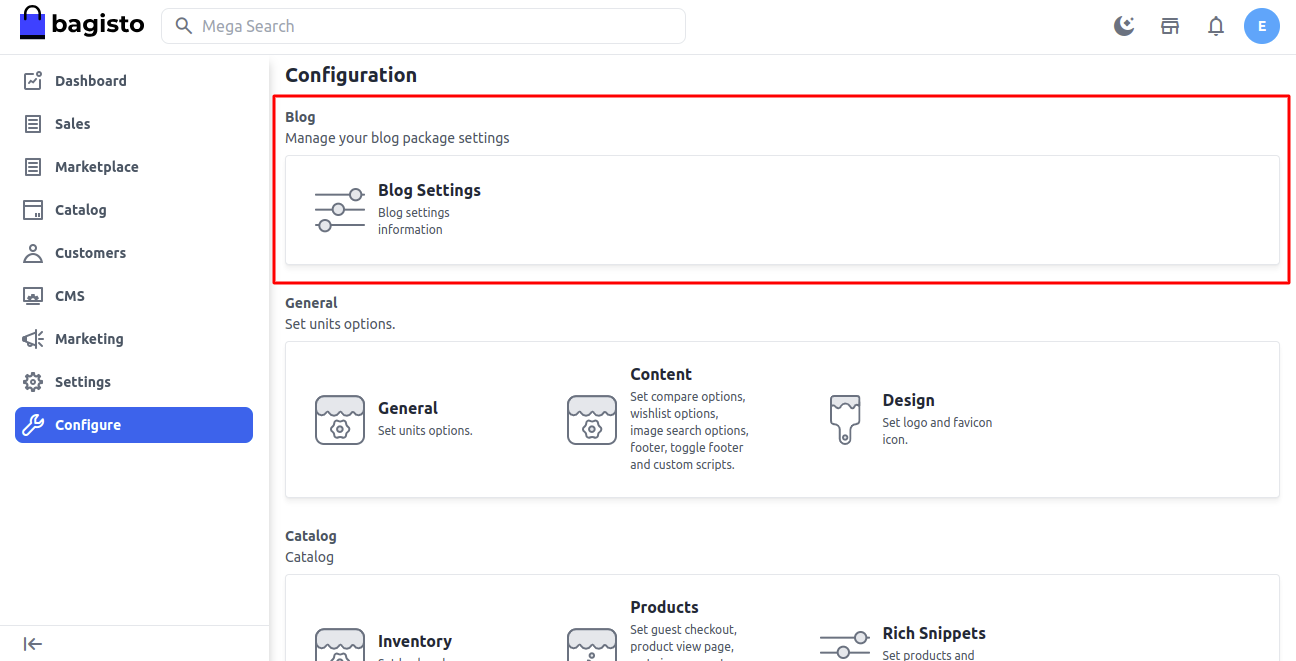 bagisto
Mega Search
E
Dashboard
Sales
Marketplace
Catalog
Customers
CMS
Marketing
Settings
Configure
Configuration
Blog
Manage your blog package settings
Blog Settings
Blog settings
information
General
Set units options.
General
Set units options.
Content
Set compare options,
wishlist options,
image search options,
footer, toggle footer
and custom scripts.
Design
Set logo and favicon
icon.
Catalog
Catalog
Inventory
Products
Set guest checkout,
product view page,
Rich Snippets
Set products and